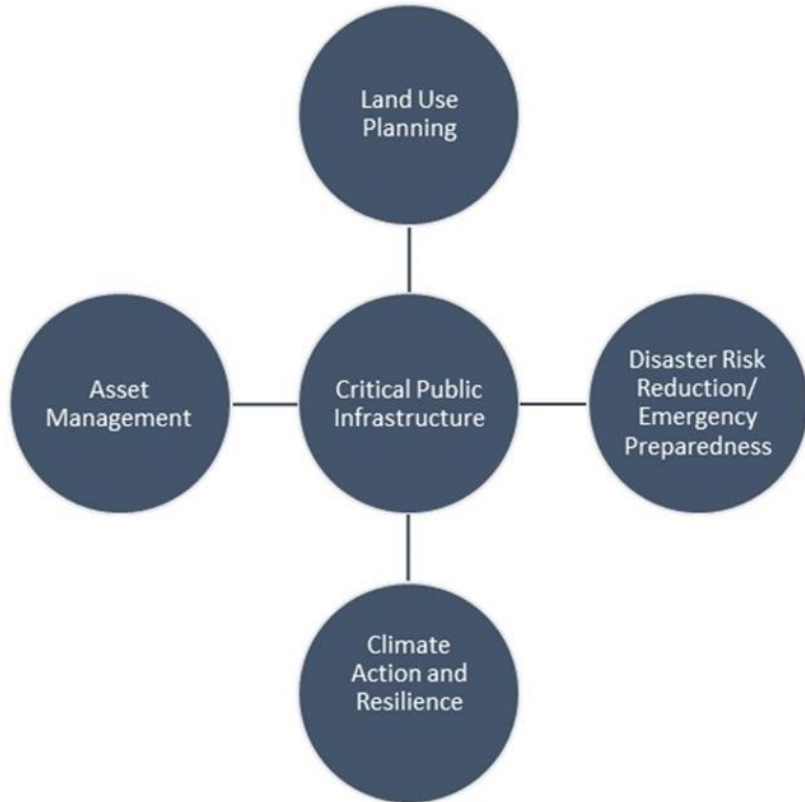 Land Use
Planning
Asset
Management
Critical Public
Infrastructure
Disaster Risk
Reduction/
Emergency
Preparedness
Climate
Action and
Resilience